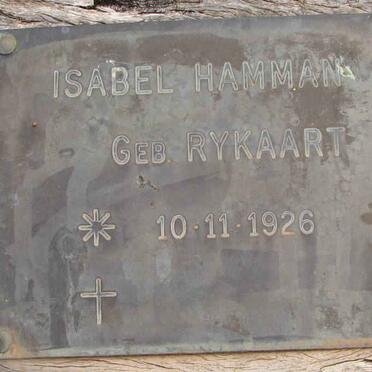 ISABEL HAMMAN
GEB. RYKAART
10·11·1926